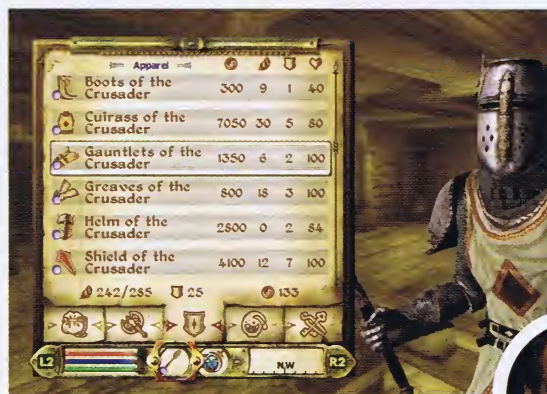 Apparel
Boots of the Crusader 300 9 1 40
Cuirass of the Crusader 7050 30 5 80
Gauntlets of the Crusader 1350 6 2 100
Greaves of the Crusader 800 18 3 100
Helm of the Crusader 2800 0 2 84
Shield of the Crusader 4100 12 7 100
242/285 25 133
L2 NW R2